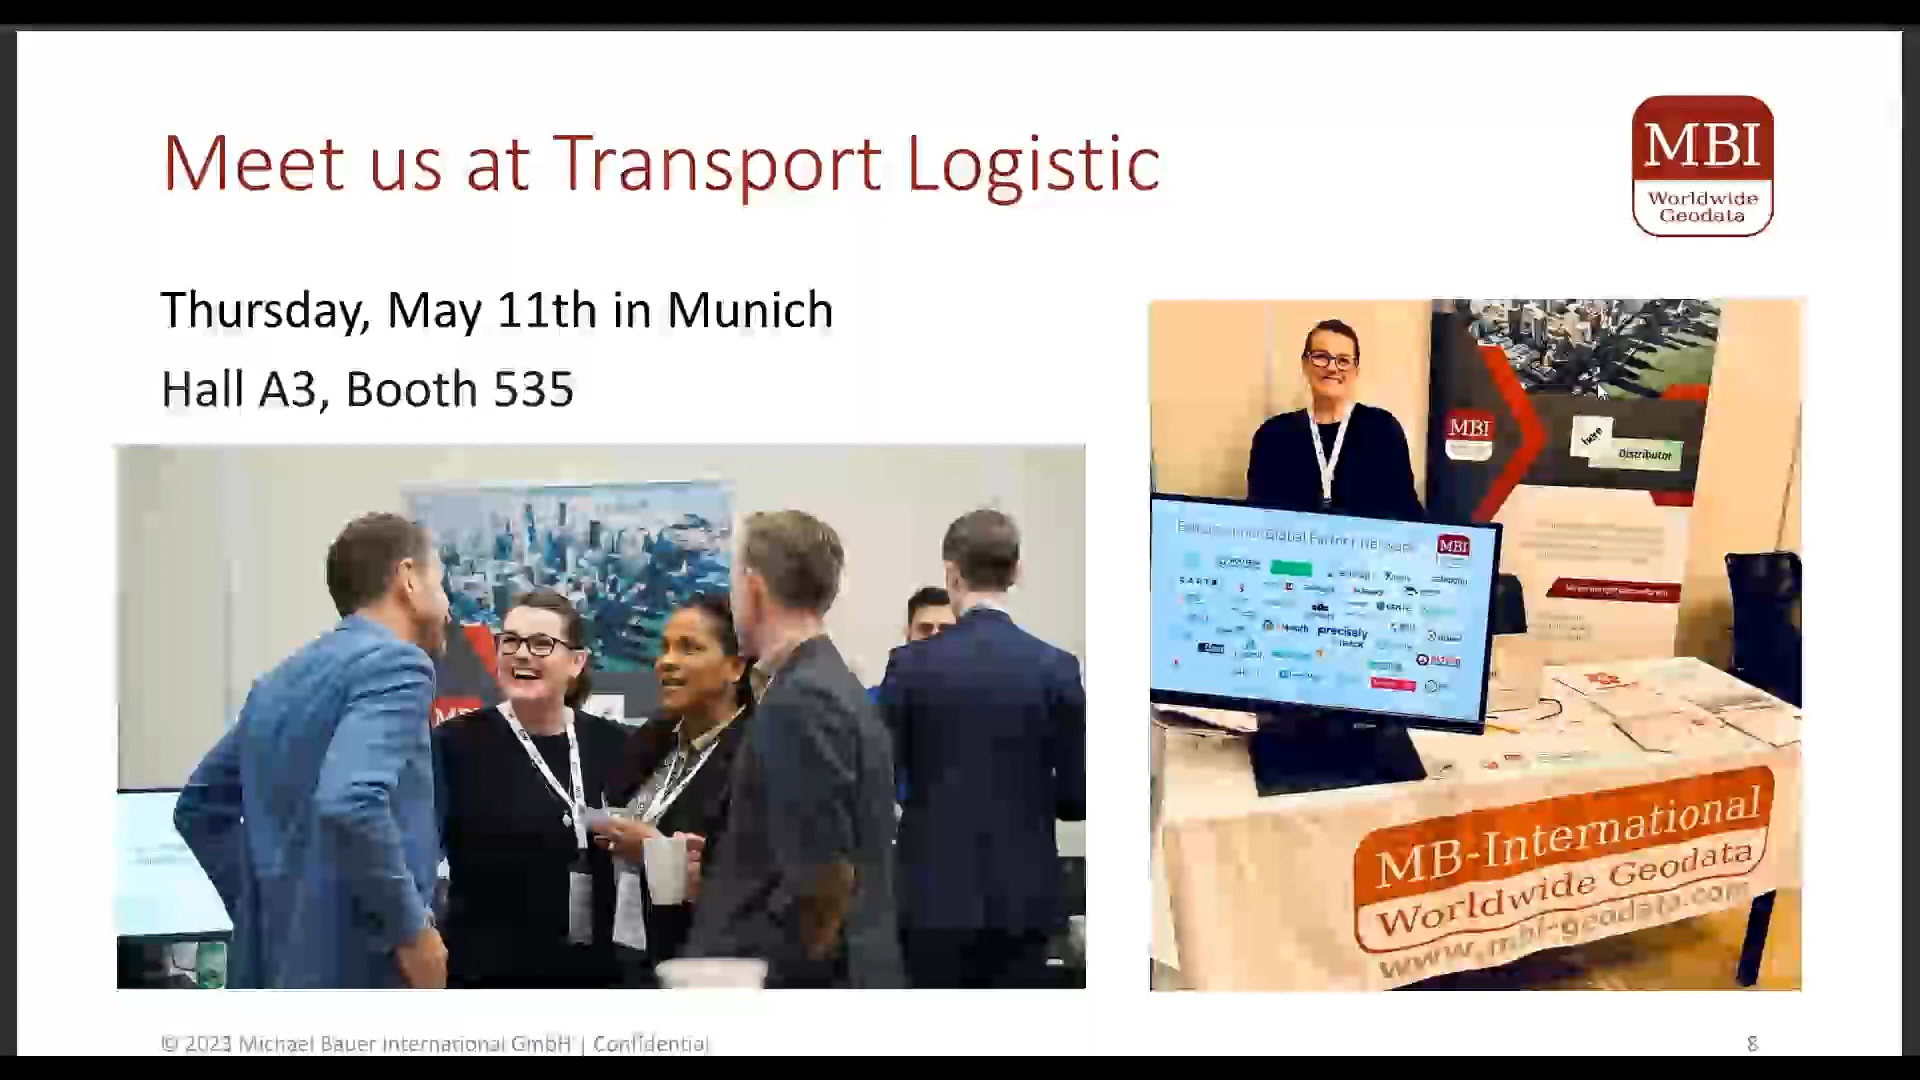 Meet us at Transport Logistic
MBI
Worldwide
Geodata
Thursday, May 11th in Munich
Hall A3, Booth 535
MBI
here
Distributor
MBI
precisely
MB-International
Worldwide Geodata
www.mbi-geodata.com
© 2023 Michael Bauer International GmbH | Confidential
8